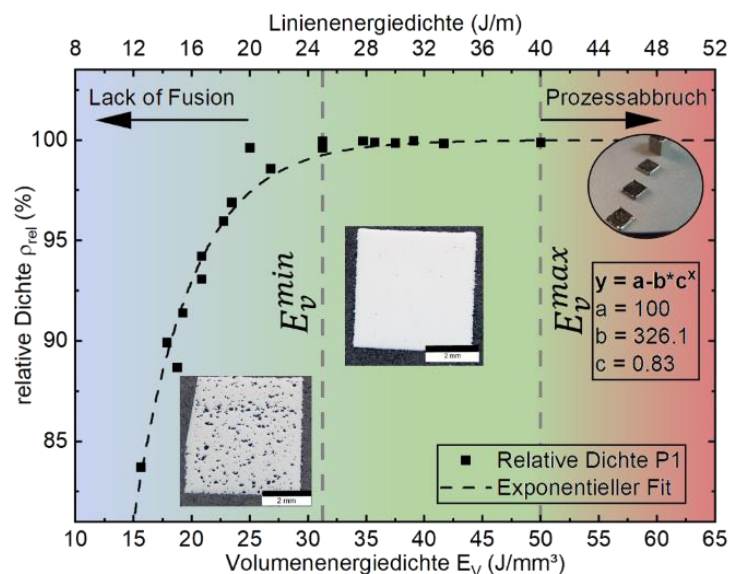 Linienenergiedichte (J/m)
8 12 16 20 24 28 32 36 40 44 48 52
Lack of Fusion
Prozessabbruch
100
95
90
85
relative Dichte ρrel (%)
E_v^min
E_v^max
2 mm
2 mm
y = a-b*c^x
a = 100
b = 326.1
c = 0.83
Relative Dichte P1
Exponentieller Fit
10 15 20 25 30 35 40 45 50 55 60 65
Volumenenergiedichte EV (J/mm³)